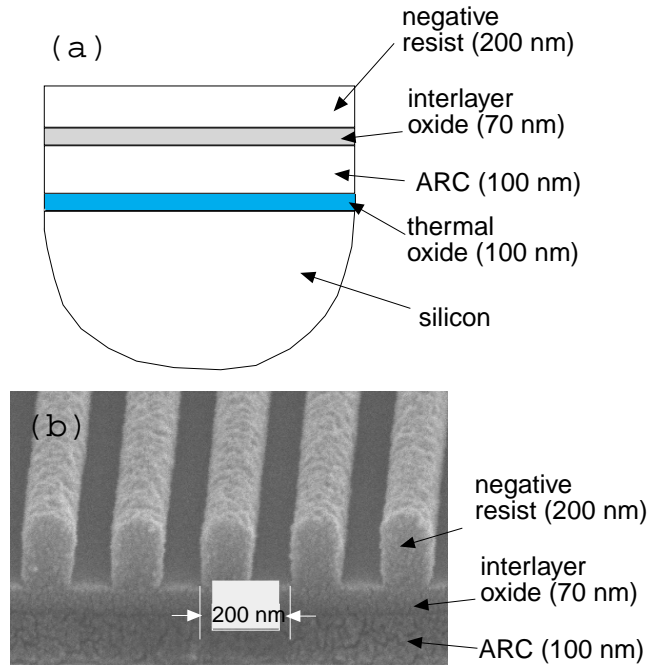 (a)
negative
resist (200 nm)
interlayer
oxide (70 nm)
ARC (100 nm)
thermal
oxide (100 nm)
silicon
(b)
negative
resist (200 nm)
interlayer
oxide (70 nm)
200 nm
ARC (100 nm)